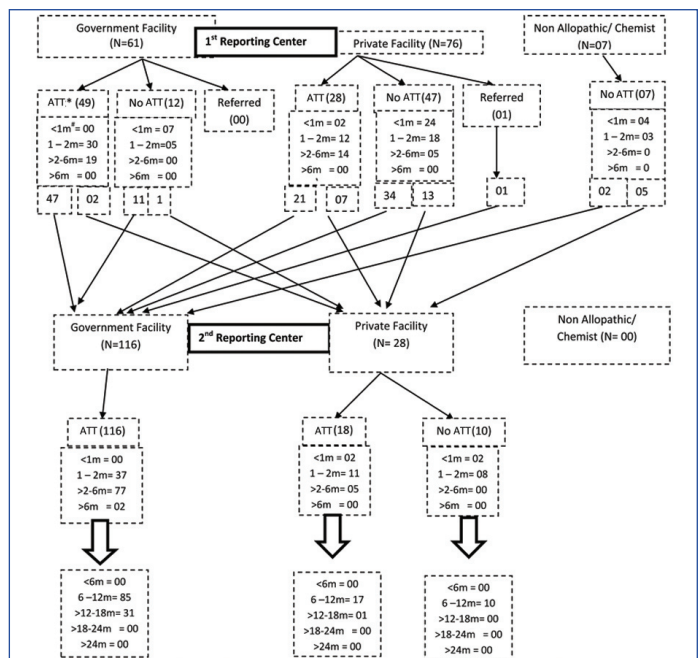 Government Facility
(N=61)
1st Reporting Center
Private Facility (N=76)
Non Allopathic/ Chemist
(N=07)
ATT* (49)
No ATT (12)
Referred
(00)
ATT (28)
No ATT (47)
Referred
(01)
No ATT (07)
<1m#= 00
1 – 2m= 30
>2-6m= 19
>6m = 00
<1m = 07
1 – 2m =05
>2-6m= 00
>6m = 00
<1m = 02
1 – 2m= 12
>2-6m= 14
>6m = 00
<1m = 24
1 – 2m= 18
>2-6m= 05
>6m = 00
<1m = 04
1 – 2m= 03
>2-6m= 0
>6m = 0
47
02
11
1
21
07
34
13
01
02
05
Government Facility
(N=116)
2nd Reporting Center
Private Facility
(N= 28)
Non Allopathic/
Chemist (N= 00)
ATT (116)
ATT (18)
No ATT (10)
<1m = 00
1 – 2m= 37
>2-6m= 77
>6m = 02
<1m = 02
1 – 2m= 11
>2-6m= 05
>6m = 00
<1m = 02
1 – 2m= 08
>2-6m= 00
>6m = 00
<6m = 00
6 –12m= 85
>12-18m= 31
>18-24m = 00
>24m = 00
<6m = 00
6 –12m= 17
>12-18m= 01
>18-24m = 00
>24m = 00
<6m = 00
6 –12m= 10
>12-18m= 00
>18-24m = 00
>24m = 00